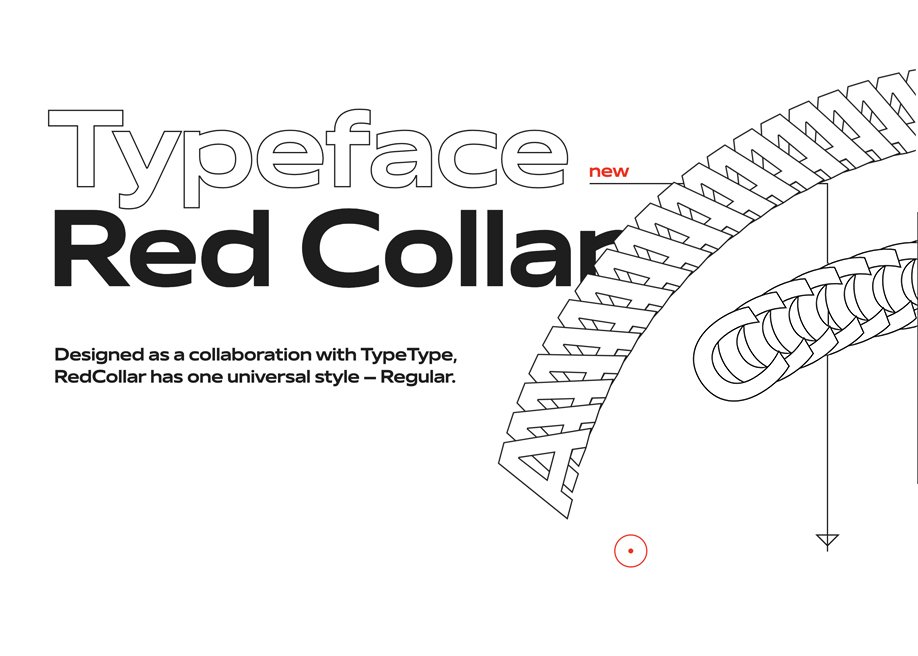 Typeface
new
Red Collar
Designed as a collaboration with TypeType,
RedCollar has one universal style – Regular.
A